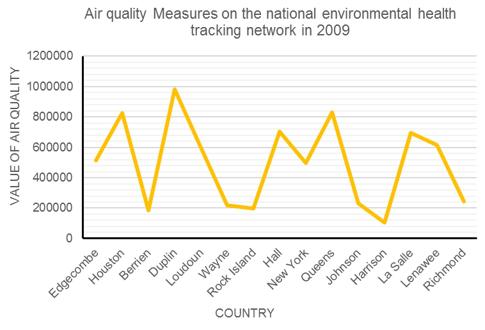 Air quality Measures on the national environmental health
tracking network in 2009
VALUE OF AIR QUALITY
1200000
1000000
800000
600000
400000
200000
0
Edgecombe
Houston
Berrien
Duplin
Loudoun
Wayne
Rock Island
Hall
New York
Queens
Johnson
Harrison
La Salle
Lenawee
Richmond
COUNTRY